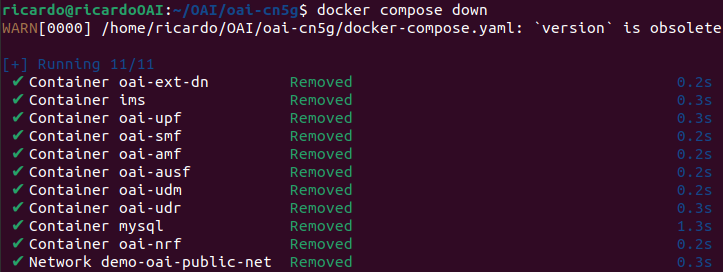 ricardo@ricardoOAI:~/OAI/oai-cn5g$ docker compose down
WARN[0000] /home/ricardo/OAI/oai-cn5g/docker-compose.yaml: `version` is obsolete
[+] Running 11/11
✔ Container oai-ext-dn Removed 0.2s
✔ Container ims Removed 0.3s
✔ Container oai-upf Removed 0.3s
✔ Container oai-smf Removed 0.2s
✔ Container oai-amf Removed 0.2s
✔ Container oai-ausf Removed 0.2s
✔ Container oai-udm Removed 0.2s
✔ Container oai-udr Removed 0.3s
✔ Container mysql Removed 1.3s
✔ Container oai-nrf Removed 0.2s
✔ Network demo-oai-public-net Removed 0.3s